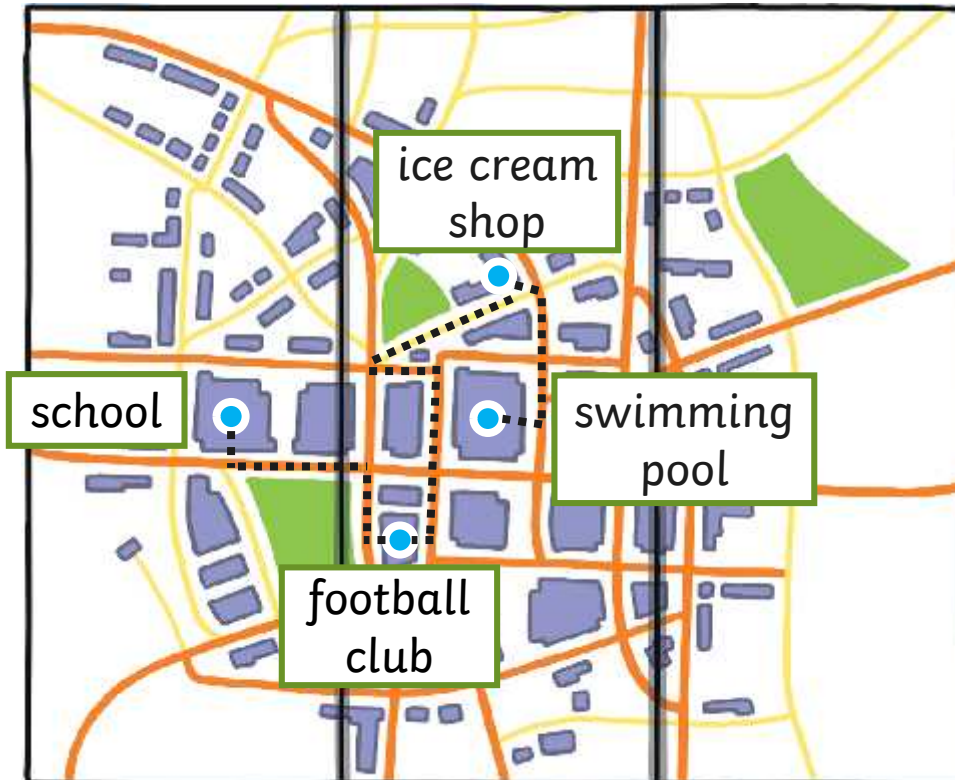 ice cream
shop
school
swimming
pool
football
club